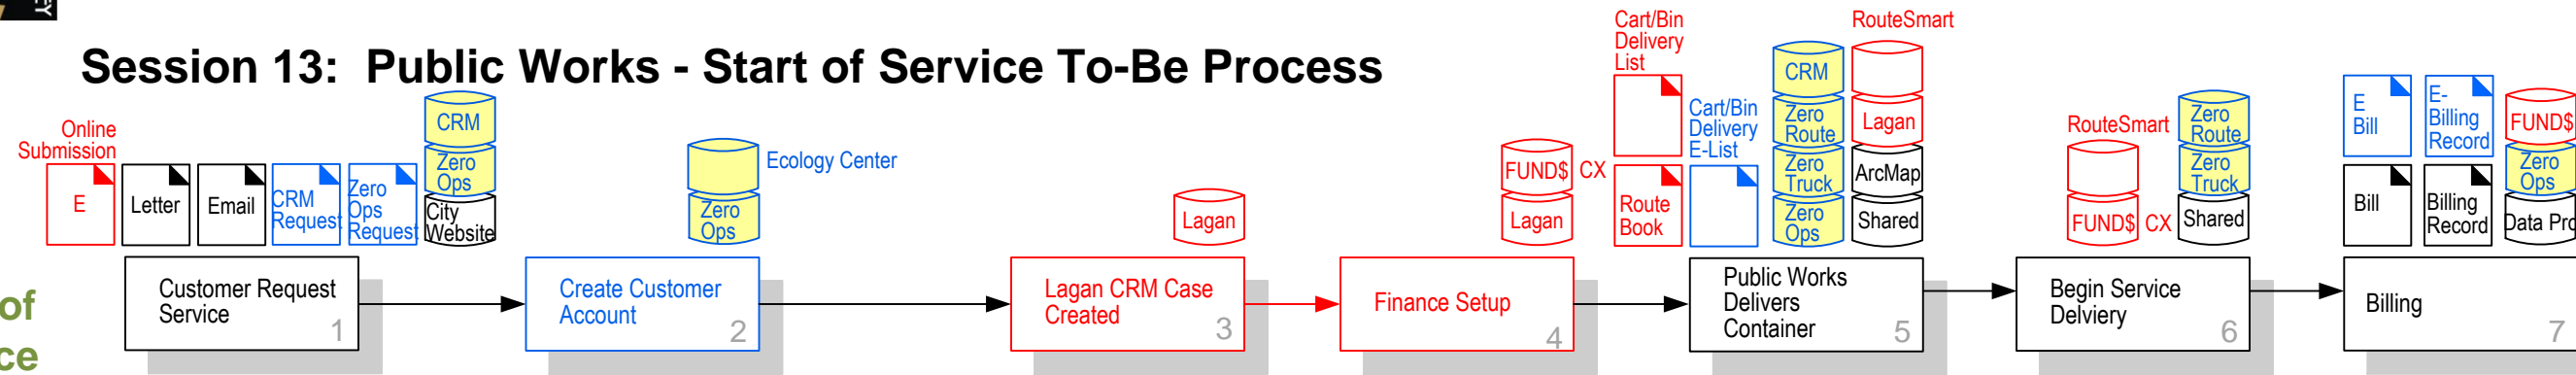 Session 13: Public Works - Start of Service To-Be Process
Online
Submission
E
Letter
Email
CRM
Request
Zero
Ops
Request
CRM
Zero
Ops
City
Website
Customer Request
Service
1
Ecology Center
Zero
Ops
Create Customer
Account
2
Lagan
Lagan CRM Case
Created
3
FUND$ CX
Lagan
Finance Setup
4
Cart/Bin
Delivery
List
Route
Book
Cart/Bin
Delivery
E-List
CRM
Zero
Route
Zero
Truck
Zero
Ops
RouteSmart
Lagan
ArcMap
Shared
Public Works
Delivers
Container
5
RouteSmart
FUND$ CX
Zero
Route
Zero
Truck
Shared
Begin Service
Delviery
6
E
Bill
E-
Billing
Record
Bill
Billing
Record
FUND$
Zero
Ops
Data Pro
Billing
7
of
ce